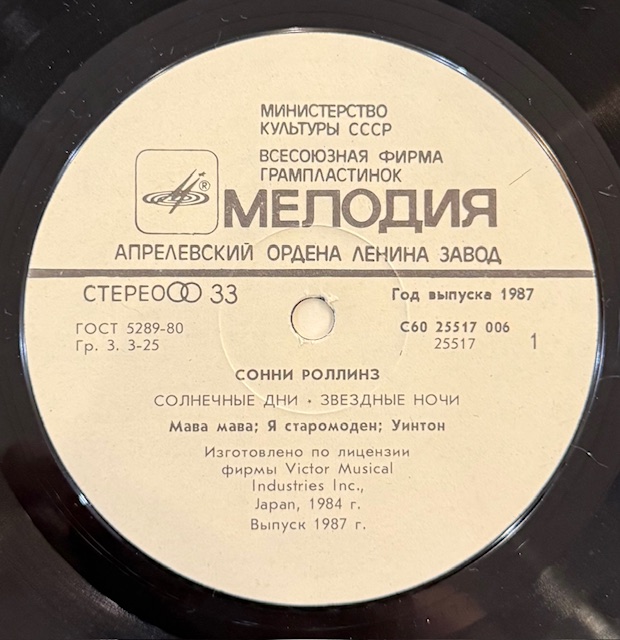 МИНИСТЕРСТВО
КУЛЬТУРЫ СССР
ВСЕСОЮЗНАЯ ФИРМА
ГРАМПЛАСТИНОК
®
МЕЛОДИЯ
АПРЕЛЕВСКИЙ ОРДЕНА ЛЕНИНА ЗАВОД
СТЕРЕО 33
Год выпуска 1987
ГОСТ 5289-80
С60 25517 006
Гр. 3. 3-25
25517 1
СОННИ РОЛЛИНЗ
СОЛНЕЧНЫЕ ДНИ • ЗВЕЗДНЫЕ НОЧИ
Мава мава; Я старомоден; Уинтон
Изготовлено по лицензии
фирмы Victor Musical
Industries Inc.,
Japan, 1984 г.
Выпуск 1987 г.